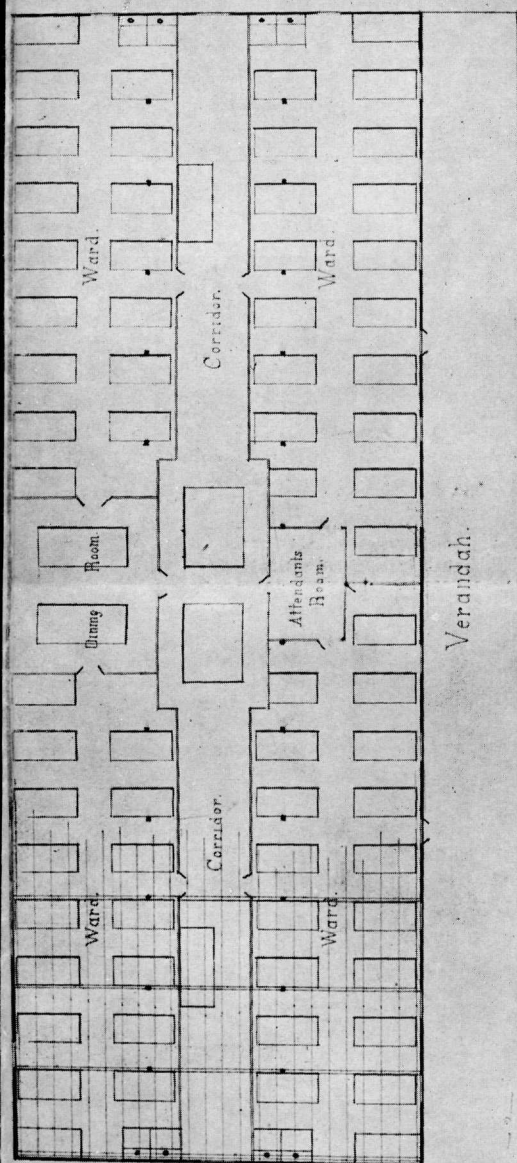 Ward.
Ward.
Corridor.
Dining
Room.
Attendants
Room.
Verandah.
Corridor.
Ward.
Ward.